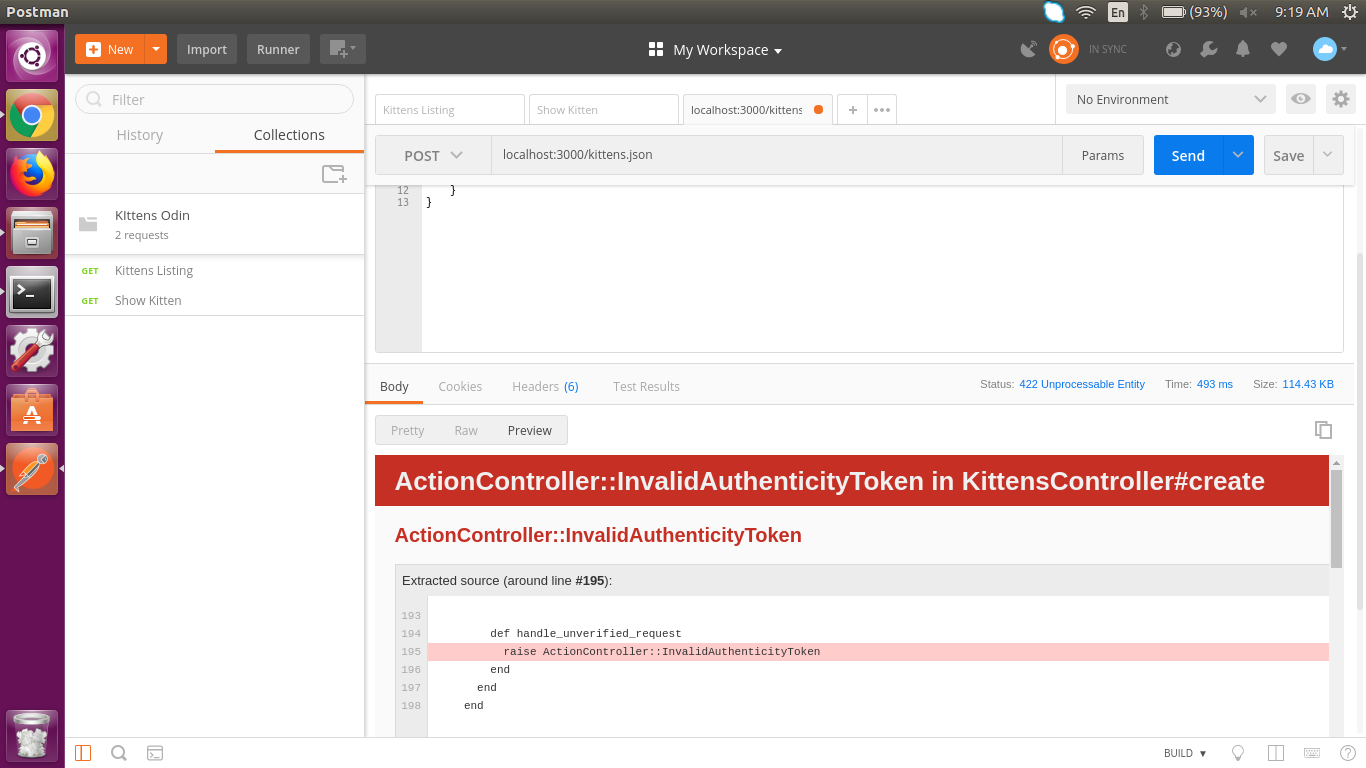 Postman
En
(93%)
9:19 AM
New
Import
Runner
My Workspace
IN SYNC
Filter
History
Collections
KIttens Odin
2 requests
GET Kittens Listing
GET Show Kitten
Kittens Listing
Show Kitten
localhost:3000/kittens
No Environment
POST
localhost:3000/kittens.json
Params
Send
Save
12 }
13 }
Body
Cookies
Headers (6)
Test Results
Status: 422 Unprocessable Entity
Time: 493 ms
Size: 114.43 KB
Pretty
Raw
Preview
ActionController::InvalidAuthenticityToken in KittensController#create
ActionController::InvalidAuthenticityToken
Extracted source (around line #195):
193
194 def handle_unverified_request
195 raise ActionController::InvalidAuthenticityToken
196 end
197 end
198 end
BUILD